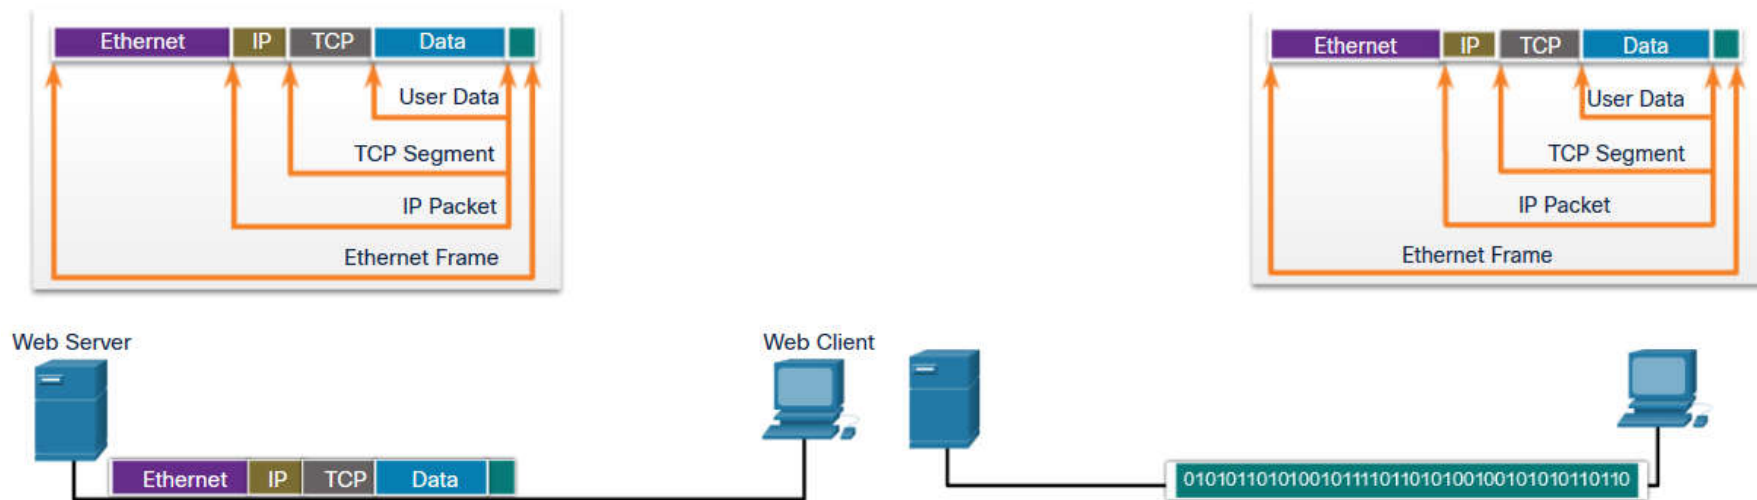 Ethernet IP TCP Data
User Data
TCP Segment
IP Packet
Ethernet Frame
Ethernet IP TCP Data
User Data
TCP Segment
IP Packet
Ethernet Frame
Web Server
Web Client
Ethernet IP TCP Data
010101101010010111101101010010010101010110110